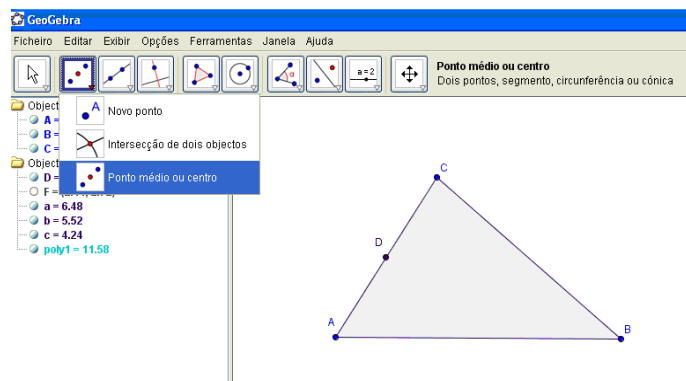 GeoGebra
Ficheiro Editar Exibir Opções Ferramentas Janela Ajuda
a=2
Ponto médio ou centro
Dois pontos, segmento, circunferência ou cónica
Object
A =
B =
C =
Object
D =
F =
a = 6.48
b = 5.52
c = 4.24
poly1 = 11.58
A
Novo ponto
Intersecção de dois objectos
Ponto médio ou centro
C
D
A
B